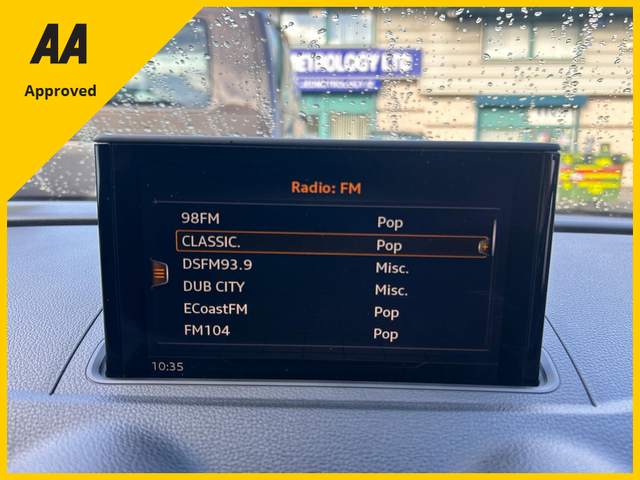 AA
Approved
Radio: FM
98FM Pop
CLASSIC. Pop
DSFM93.9 Misc.
DUB CITY Misc.
ECoastFM Pop
FM104 Pop
10:35